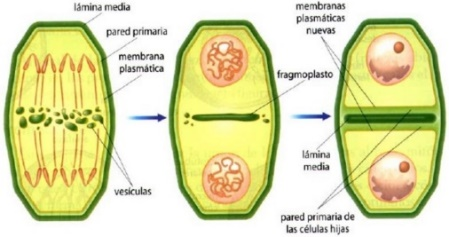 lámina media
pared primaria
membrana
plasmática
vesículas
fragmoplasto
membranas
plasmáticas
nuevas
lámina
media
pared primaria de
las células hijas